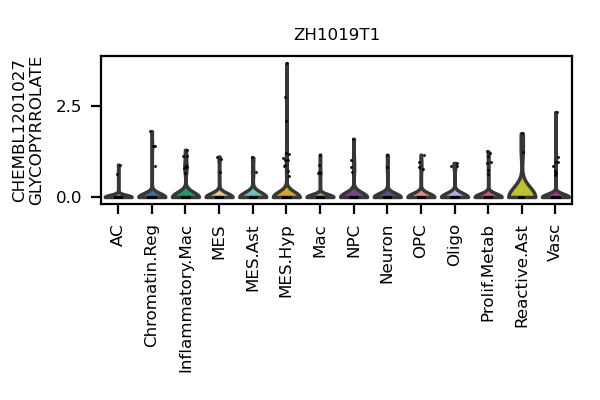 ZH1019T1
CHEMBL1201027
GLYCOPYRROLATE
2.5
0.0
AC
Chromatin.Reg
Inflammatory.Mac
MES
MES.Ast
MES.Hyp
Mac
NPC
Neuron
OPC
Oligo
Prolif.Metab
Reactive.Ast
Vasc